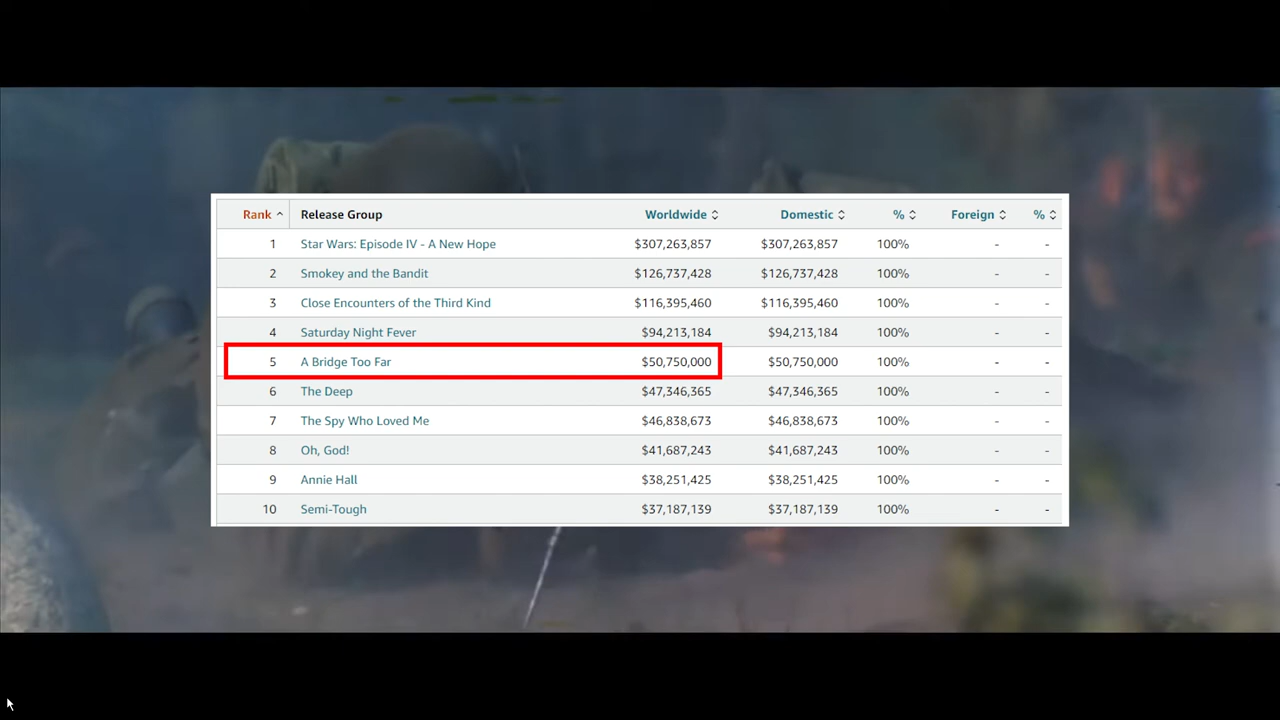 Rank Release Group Worldwide Domestic % Foreign %
1 Star Wars: Episode IV - A New Hope $307,263,857 $307,263,857 100% - -
2 Smokey and the Bandit $126,737,428 $126,737,428 100% - -
3 Close Encounters of the Third Kind $116,395,460 $116,395,460 100% - -
4 Saturday Night Fever $94,213,184 $94,213,184 100% - -
5 A Bridge Too Far $50,750,000 $50,750,000 100% - -
6 The Deep $47,346,365 $47,346,365 100% - -
7 The Spy Who Loved Me $46,838,673 $46,838,673 100% - -
8 Oh, God! $41,687,243 $41,687,243 100% - -
9 Annie Hall $38,251,425 $38,251,425 100% - -
10 Semi-Tough $37,187,139 $37,187,139 100% - -